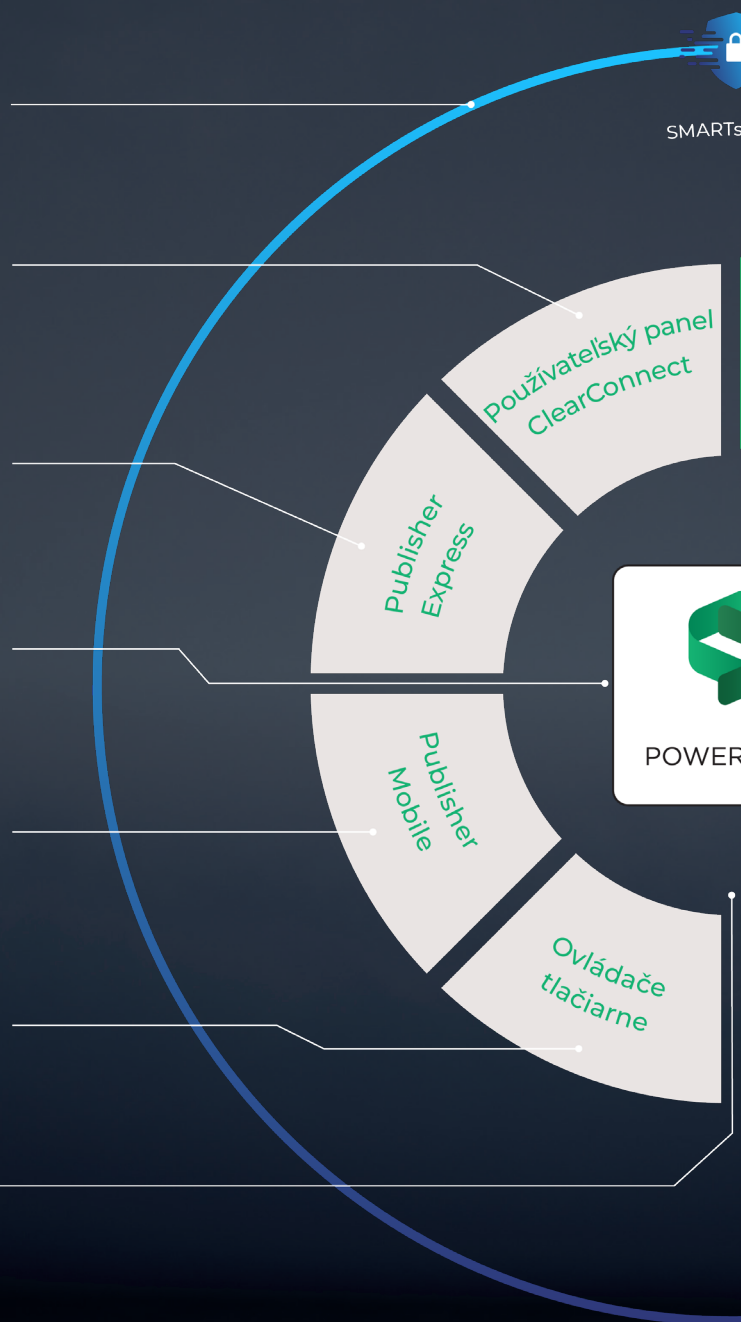 SMARTs
Používateľský panel
ClearConnect
Publisher
Express
POWER
Publisher
Mobile
Ovládače
tlačiarne